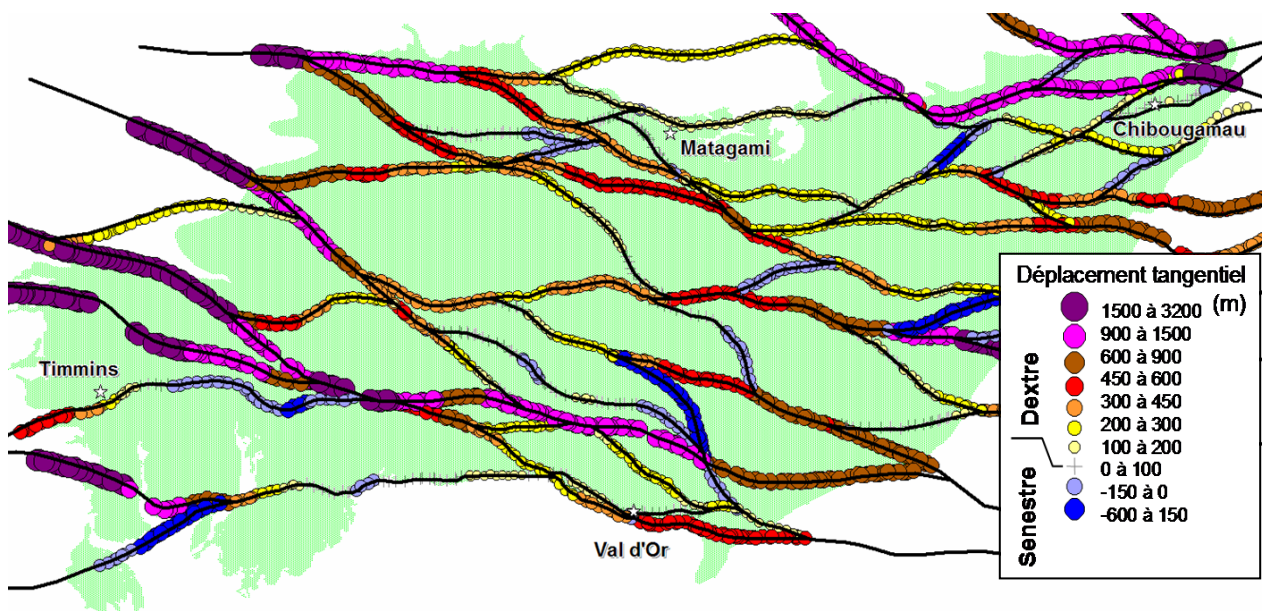 Chibougamau
Matagami
Timmins
Val d'Or
Déplacement tangentiel
(m)
1500 à 3200
900 à 1500
600 à 900
450 à 600
300 à 450
200 à 300
100 à 200
0 à 100
-150 à 0
-600 à 150
Dextre
Senestre